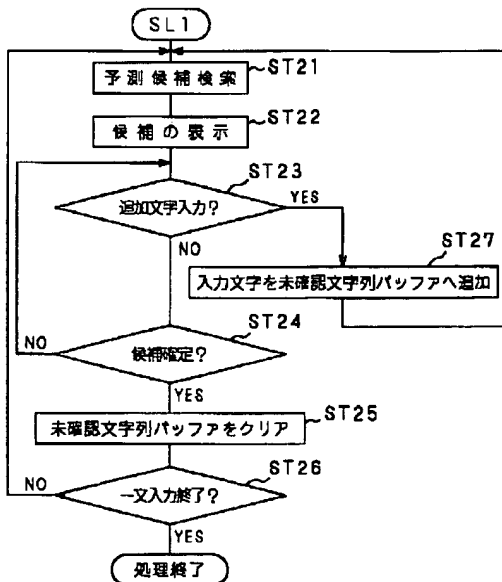 SL1
予測候補検索
ST21
候補の表示
ST22
追加文字入力?
ST23
YES
NO
入力文字を未確認文字列バッファへ追加
ST27
候補確定?
ST24
NO
YES
未確認文字列バッファをクリア
ST25
一文入力終了?
ST26
NO
YES
処理終了